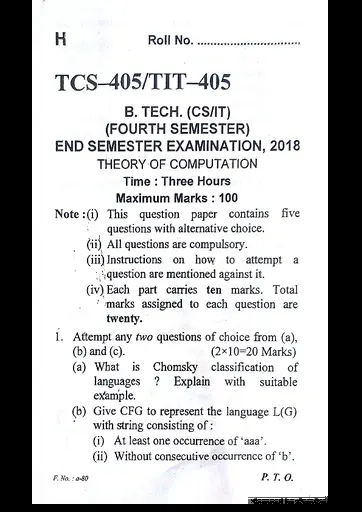 H Roll No. ................................
TCS–405/TIT–405
B. TECH. (CS/IT)
(FOURTH SEMESTER)
END SEMESTER EXAMINATION, 2018
THEORY OF COMPUTATION
Time : Three Hours
Maximum Marks : 100
Note :(i) This question paper contains five
questions with alternative choice.
(ii) All questions are compulsory.
(iii) Instructions on how to attempt a
question are mentioned against it.
(iv) Each part carries ten marks. Total
marks assigned to each question are
twenty.
1. Attempt any two questions of choice from (a),
(b) and (c). (2×10=20 Marks)
(a) What is Chomsky classification of
languages ? Explain with suitable
example.
(b) Give CFG to represent the language L(G)
with string consisting of :
(i) At least one occurrence of ‘aaa’.
(ii) Without consecutive occurrence of ‘b’.
F. No. : a-80 P. T. O.